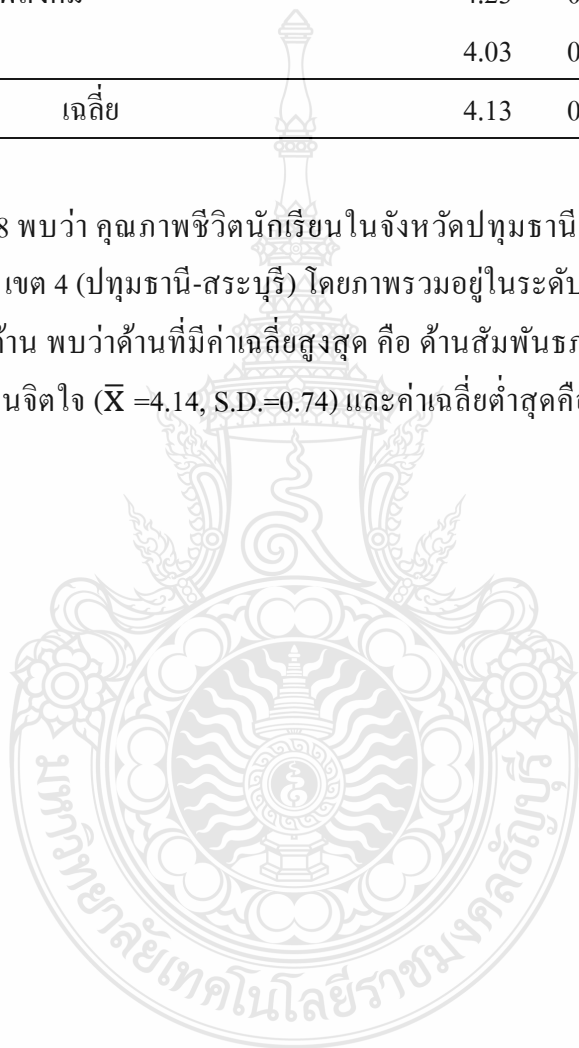 4.03 0
เฉลี่ย 4.13 0
8 พบว่า คุณภาพชีวิตนักเรียนในจังหวัดปทุมธานี
เขต 4 (ปทุมธานี-สระบุรี) โดยภาพรวมอยู่ในระดับ
ด้าน พบว่าด้านที่มีค่าเฉลี่ยสูงสุด คือ ด้านสัมพันธภ
นจิตใจ (X̅ =4.14, S.D.=0.74) และค่าเฉลี่ยต่ำสุดคือ
มหาวิทยาลัยเทคโนโลยีราชมงคลธัญบุรี